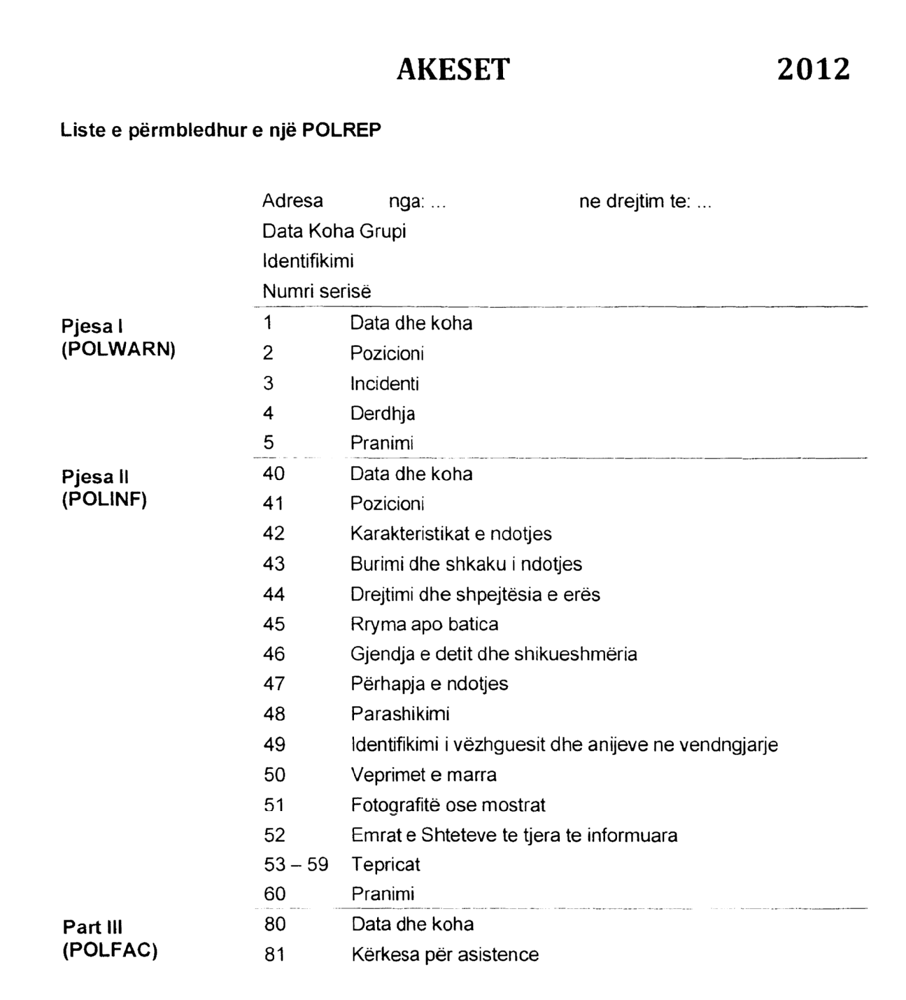 AKESET 2012
Liste e përmbledhur e një POLREP
Adresa nga: ... ne drejtim te: ...
Data Koha Grupi
Identifikimi
Numri serisë
Pjesa I
(POLWARN)
1 Data dhe koha
2 Pozicioni
3 Incidenti
4 Derdhja
5 Pranimi
Pjesa II
(POLINF)
40 Data dhe koha
41 Pozicioni
42 Karakteristikat e ndotjes
43 Burimi dhe shkaku i ndotjes
44 Drejtimi dhe shpejtësia e erës
45 Rryma apo batica
46 Gjendja e detit dhe shikueshmëria
47 Përhapja e ndotjes
48 Parashikimi
49 Identifikimi i vëzhguesit dhe anijeve ne vendngjarje
50 Veprimet e marra
51 Fotografitë ose mostrat
52 Emrat e Shteteve te tjera te informuara
53 – 59 Tepricat
60 Pranimi
Part III
(POLFAC)
80 Data dhe koha
81 Kërkesa për asistence